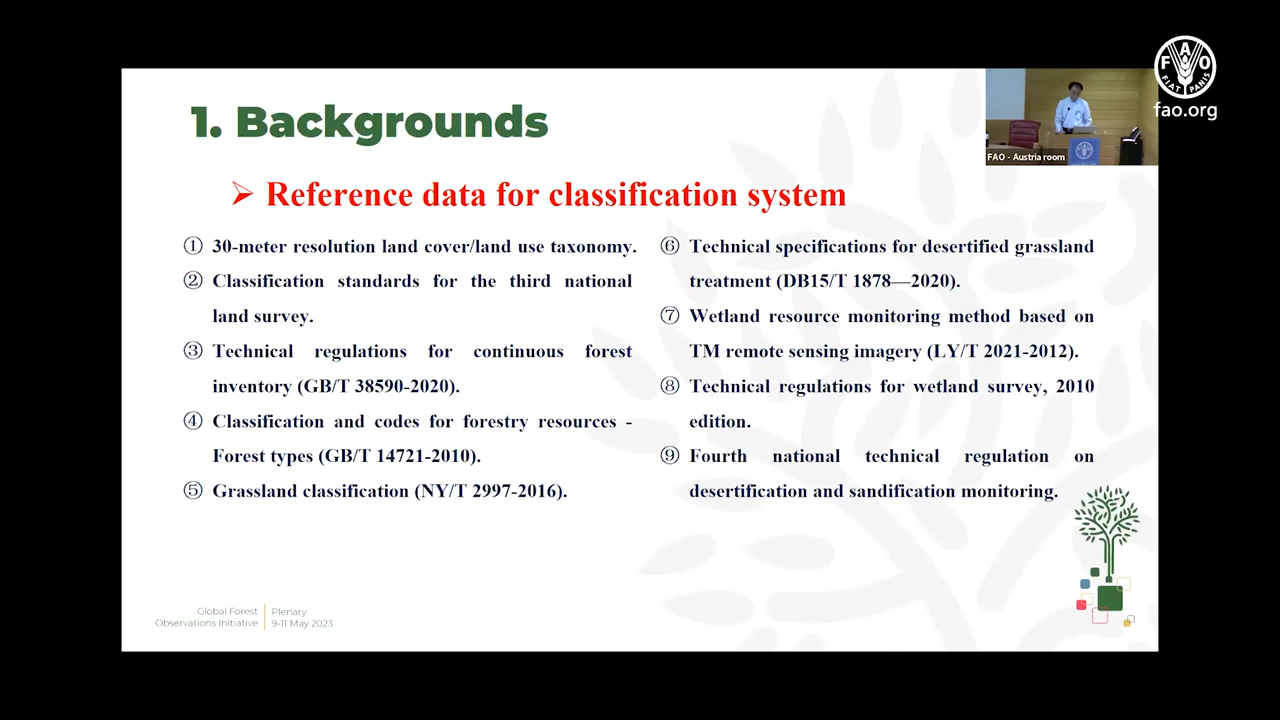 1. Backgrounds
➢ Reference data for classification system
① 30-meter resolution land cover/land use taxonomy.
② Classification standards for the third national
land survey.
③ Technical regulations for continuous forest
inventory (GB/T 38590-2020).
④ Classification and codes for forestry resources -
Forest types (GB/T 14721-2010).
⑤ Grassland classification (NY/T 2997-2016).
⑥ Technical specifications for desertified grassland
treatment (DB15/T 1878—2020).
⑦ Wetland resource monitoring method based on
TM remote sensing imagery (LY/T 2021-2012).
⑧ Technical regulations for wetland survey, 2010
edition.
⑨ Fourth national technical regulation on
desertification and sandification monitoring.
Global Forest
Observations Initiative
Plenary
9-11 May 2023
FAO - Austria room
FAO
FIAT PANIS
fao.org